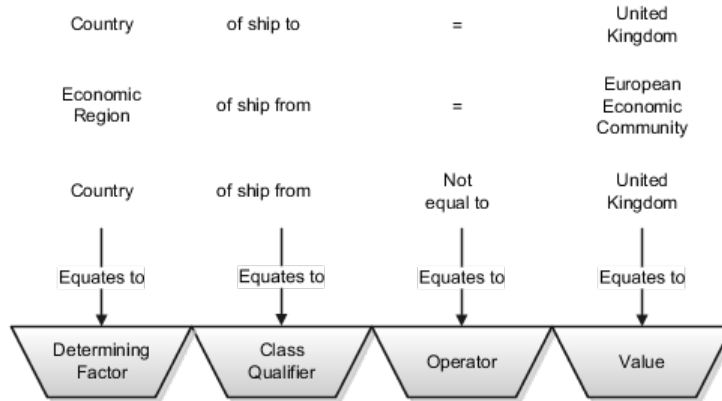 Country of ship to = United
Kingdom
Economic
Region of ship from = European
Economic
Community
Country of ship from Not
equal to United
Kingdom
Equates to Equates to Equates to Equates to
Determining
Factor Class
Qualifier Operator Value